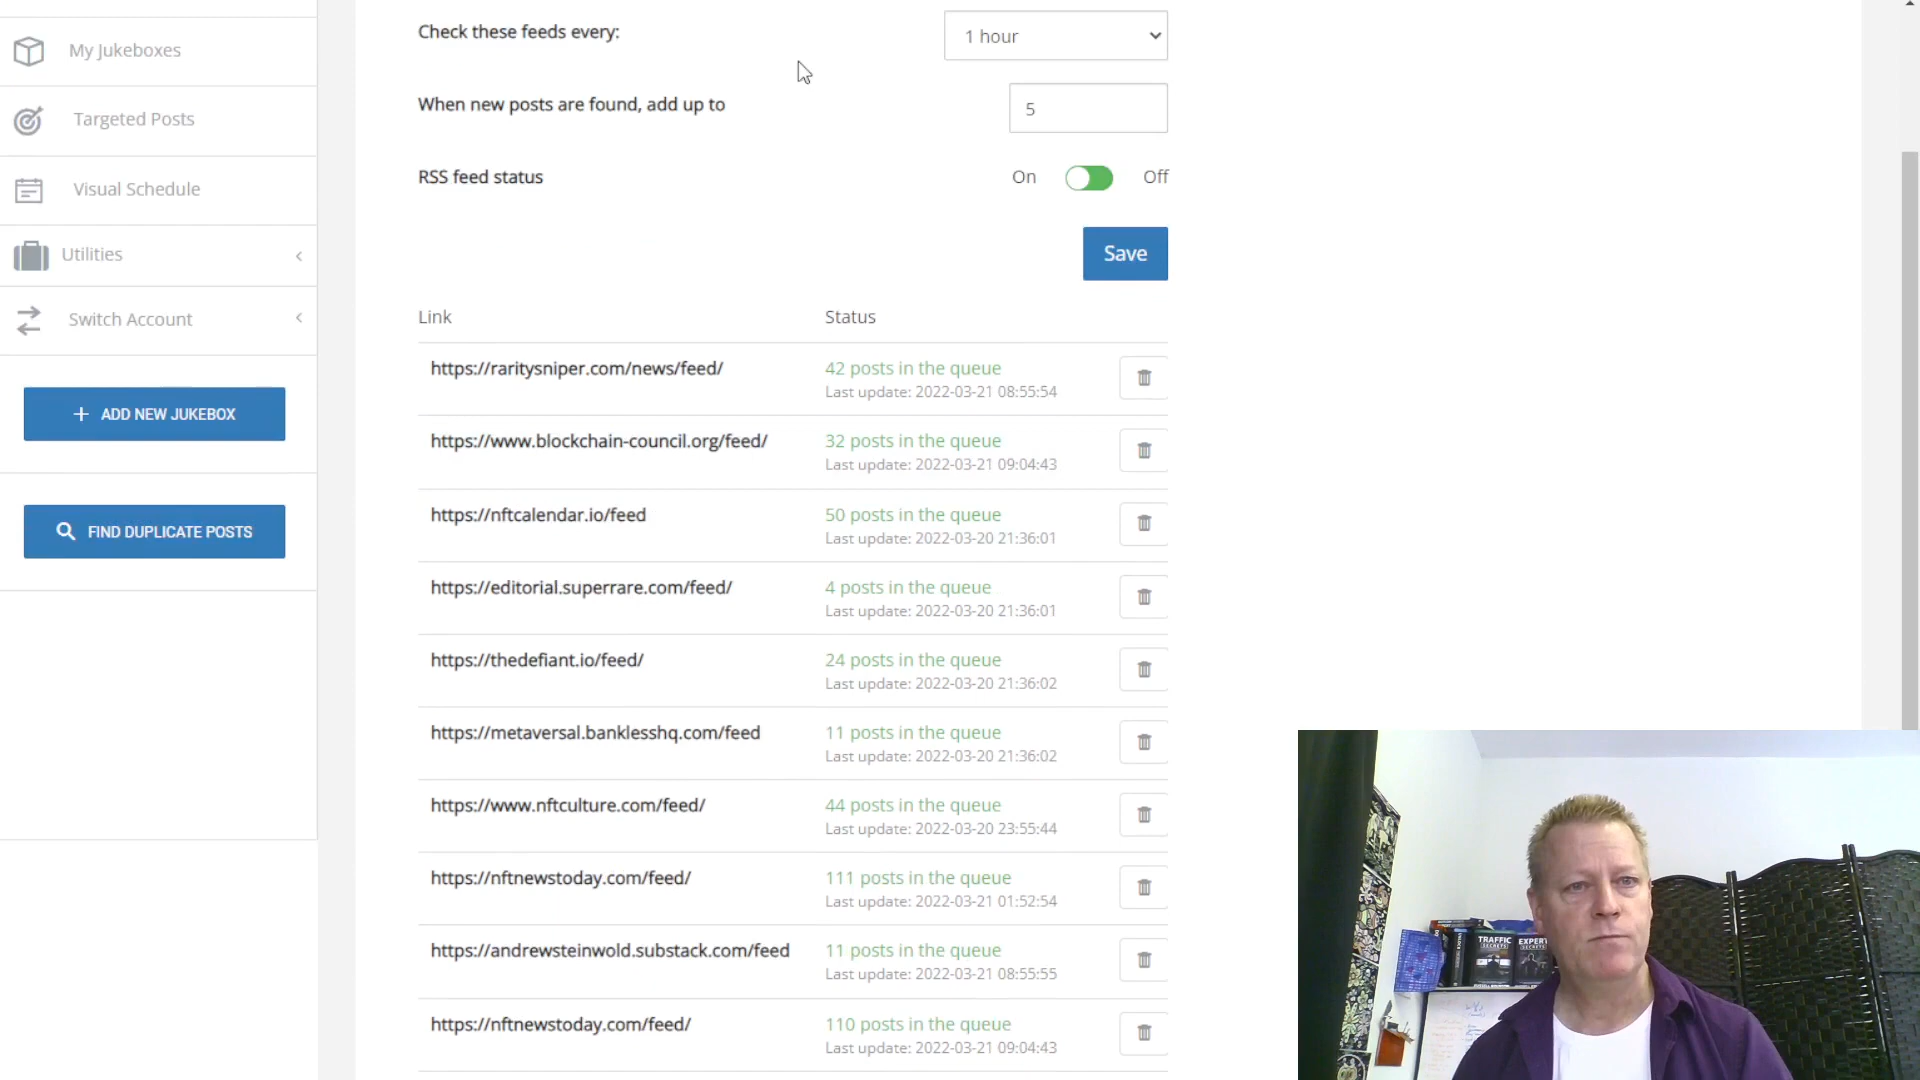 My Jukeboxes
Targeted Posts
Visual Schedule
Utilities
Switch Account
ADD NEW JUKEBOX
FIND DUPLICATE POSTS
Check these feeds every:
1 hour
When new posts are found, add up to
5
RSS feed status
On
Off
Save
Link
Status
https://raritysniper.com/news/feed/
42 posts in the queue
Last update: 2022-03-21 08:55:54
https://www.blockchain-council.org/feed/
32 posts in the queue
Last update: 2022-03-21 09:04:43
https://nftcalendar.io/feed
50 posts in the queue
Last update: 2022-03-20 21:36:01
https://editorial.superrare.com/feed/
4 posts in the queue
Last update: 2022-03-20 21:36:01
https://thedefiant.io/feed/
24 posts in the queue
Last update: 2022-03-20 21:36:02
https://metaversal.banklesshq.com/feed
11 posts in the queue
Last update: 2022-03-20 21:36:02
https://www.nftculture.com/feed/
44 posts in the queue
Last update: 2022-03-20 23:55:44
https://nftnewstoday.com/feed/
111 posts in the queue
Last update: 2022-03-21 01:52:54
https://andrewsteinwold.substack.com/feed
11 posts in the queue
Last update: 2022-03-21 08:55:55
https://nftnewstoday.com/feed/
110 posts in the queue
Last update: 2022-03-21 09:04:43
TRAFFIC
SECRETS
EXPERT
SECRETS